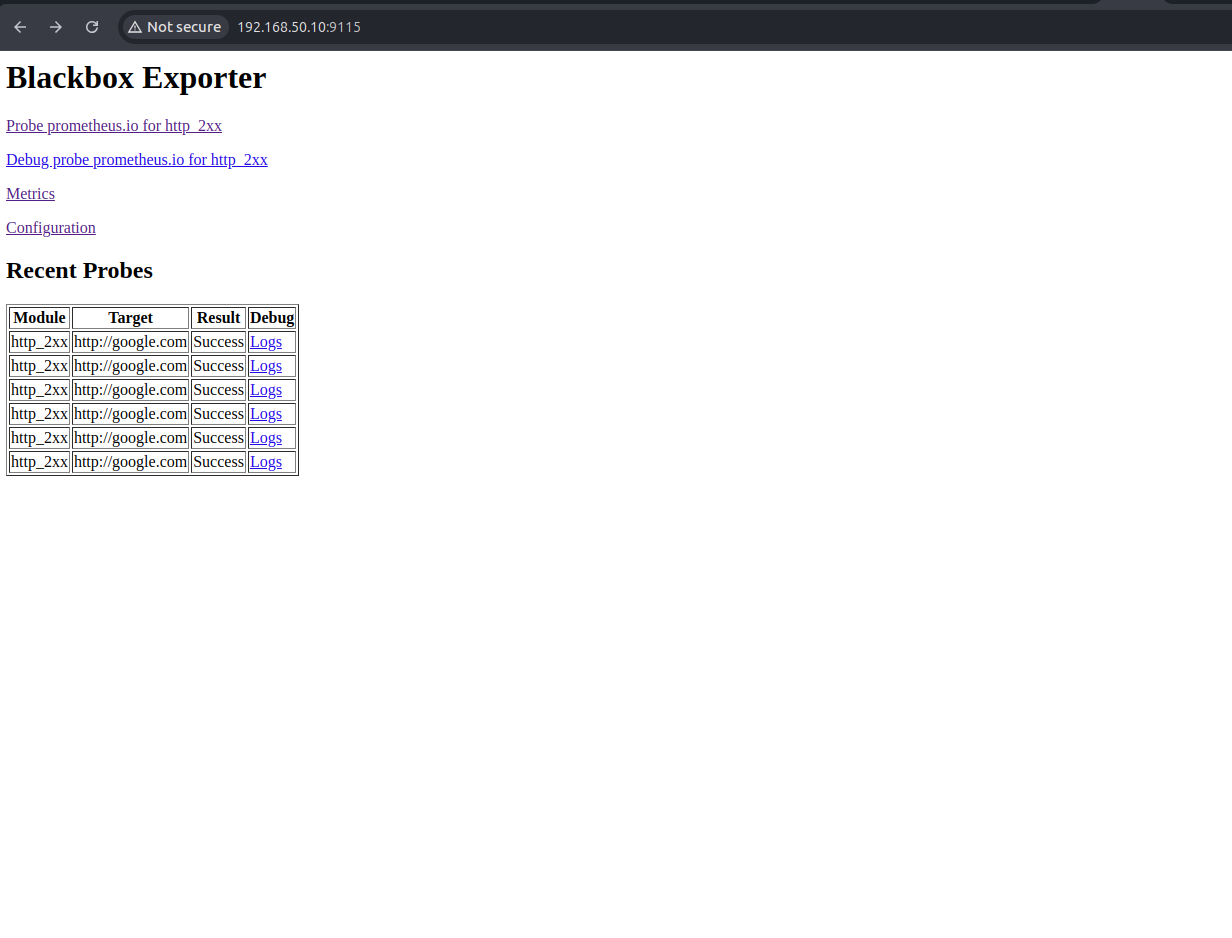 Not secure 192.168.50.10:9115
Blackbox Exporter
Probe prometheus.io for http_2xx
Debug probe prometheus.io for http_2xx
Metrics
Configuration
Recent Probes
Module Target Result Debug
http_2xx http://google.com Success Logs
http_2xx http://google.com Success Logs
http_2xx http://google.com Success Logs
http_2xx http://google.com Success Logs
http_2xx http://google.com Success Logs
http_2xx http://google.com Success Logs